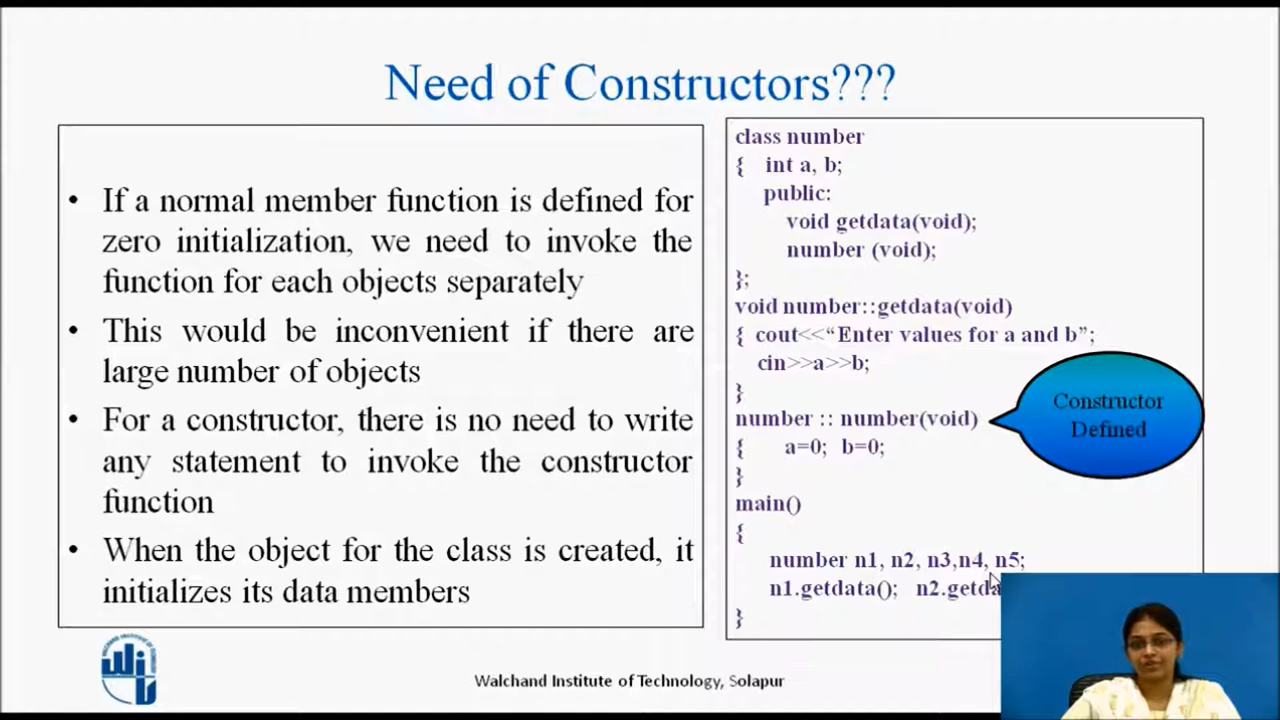 Need of Constructors???
• If a normal member function is defined for
zero initialization, we need to invoke the
function for each objects separately
• This would be inconvenient if there are
large number of objects
• For a constructor, there is no need to write
any statement to invoke the constructor
function
• When the object for the class is created, it
initializes its data members
class number
{ int a, b;
public:
void getdata(void);
number (void);
};
void number::getdata(void)
{ cout<<“Enter values for a and b”;
cin>>a>>b;
}
number :: number(void)
{ a=0; b=0;
}
main()
{
number n1, n2, n3,n4, n5;
n1.getdata(); n2.getda
}
Constructor
Defined
Walchand Institute of Technology, Solapur